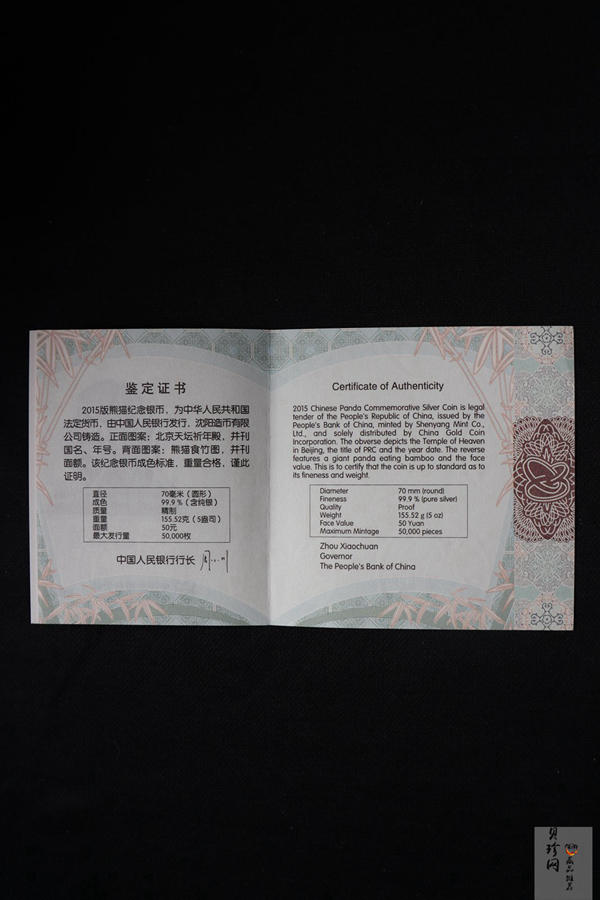 鉴定证书
2015版熊猫纪念银币，为中华人民共和国
法定货币，由中国人民银行发行，沈阳造币有限
公司铸造。正面图案：北京天坛祈年殿，并刊
国名、年号。背面图案：熊猫食竹图，并刊
面额。该纪念银币成色标准，重量合格，谨此
证明。
直径 70毫米（圆形）
成色 99.9％（含纯银）
质量 精制
重量 155.52克（5盎司）
面额 50元
最大发行量 50,000枚
中国人民银行行长
Certificate of Authenticity
2015 Chinese Panda Commemorative Silver Coin is legal
tender of the People's Republic of China, issued by the
People's Bank of China, minted by Shenyang Mint Co.,
Ltd., and solely distributed by China Gold Coin
Incorporation. The obverse depicts the Temple of Heaven
in Beijing, the title of PRC and the year date. The reverse
features a giant panda eating bamboo and the face
value. This is to certify that the coin is up to standard as to
its fineness and weight.
Diameter 70 mm (round)
Fineness 99.9 % (pure silver)
Quality Proof
Weight 155.52 g (5 oz)
Face Value 50 Yuan
Maximum Mintage 50,000 pieces
Zhou Xiaochuan
Governor
The People's Bank of China
贝珍网